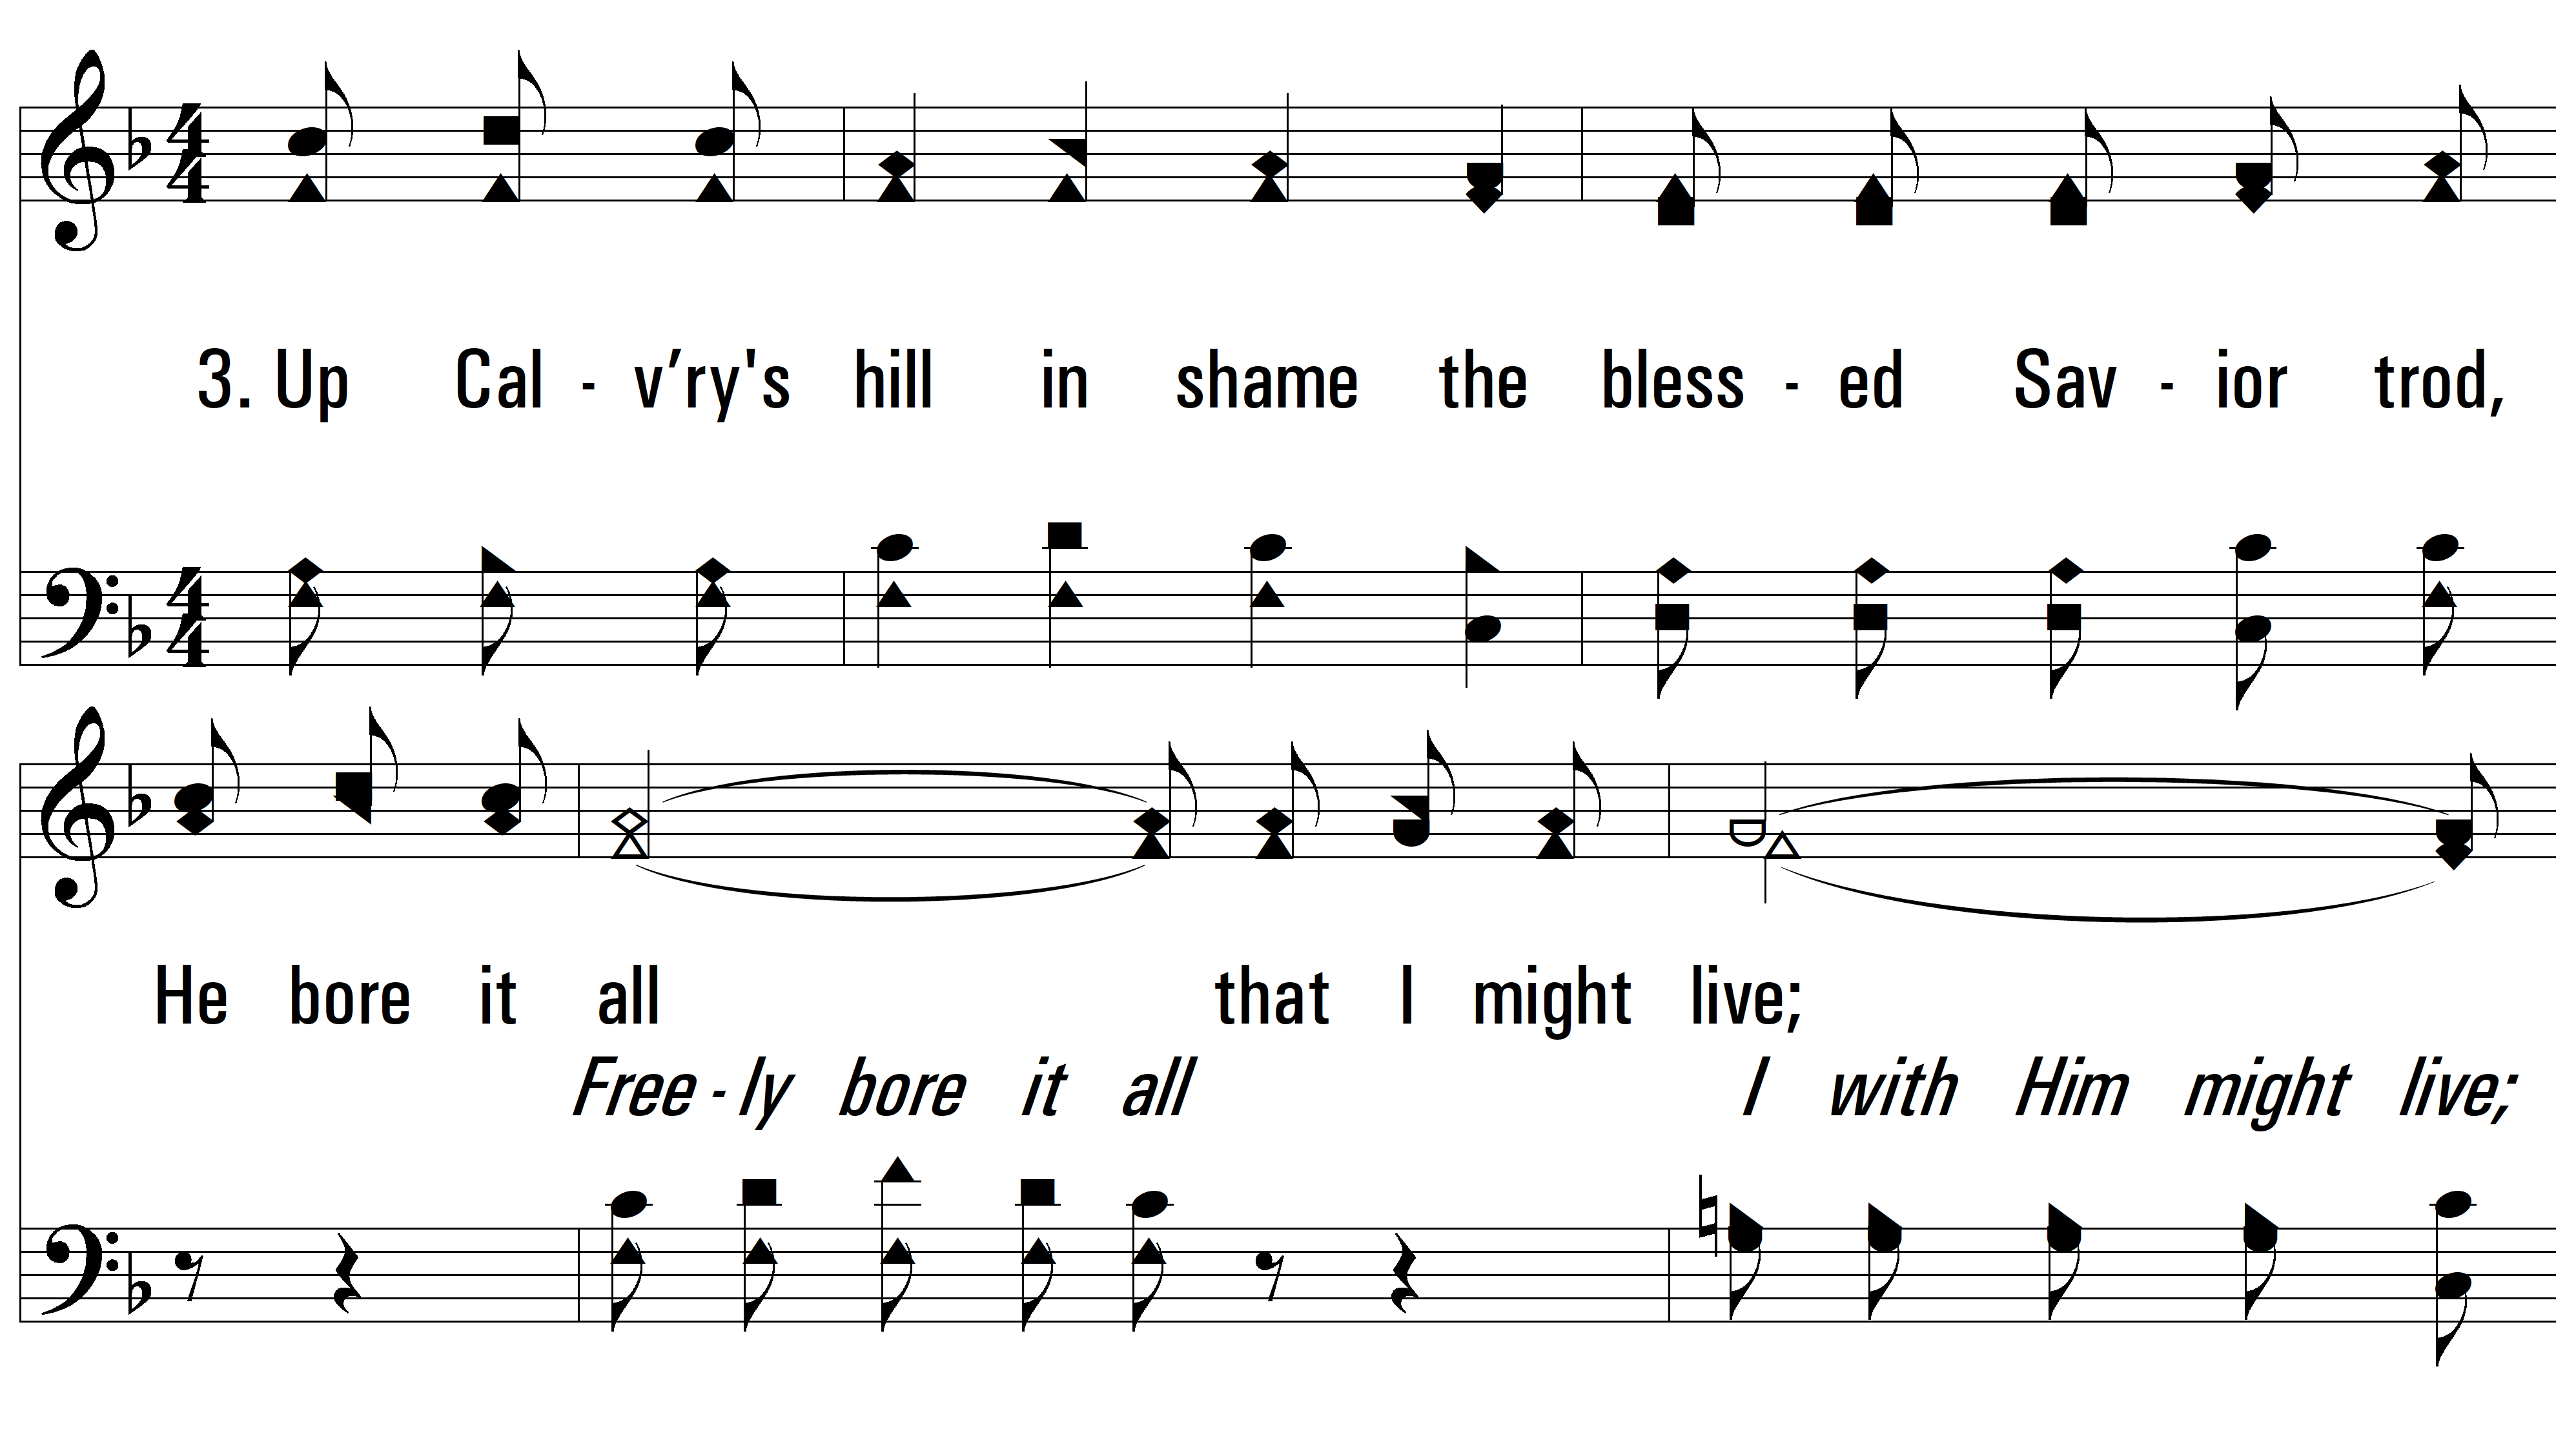 3. Up Cal - v’ry's hill in shame the bless - ed Sav - ior trod,
He bore it all that I might live;
Free - ly bore it all I with Him might live;